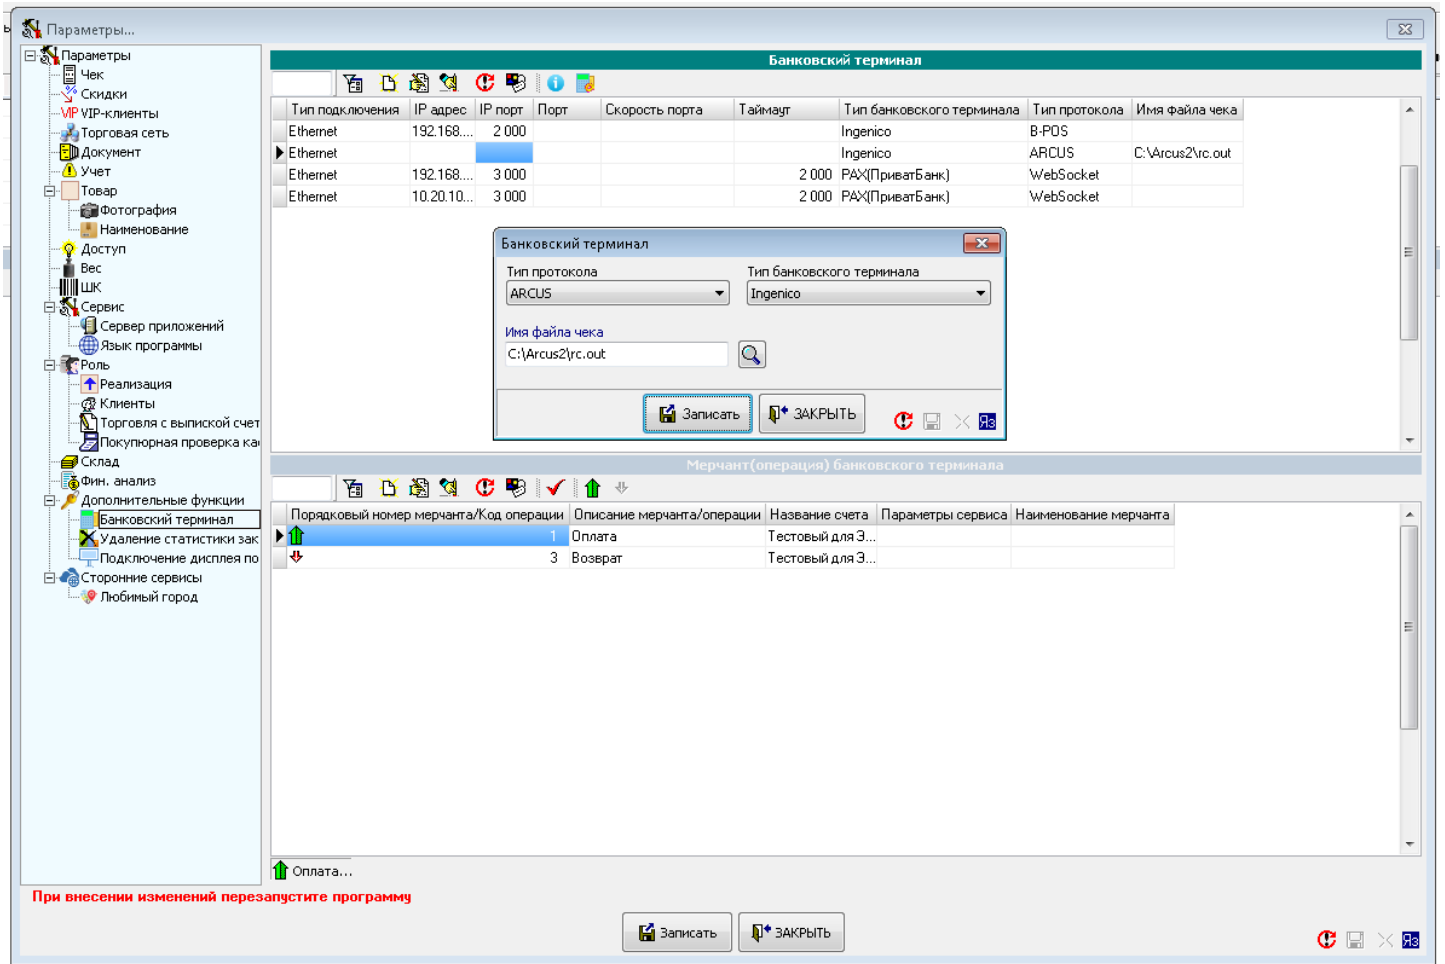 Параметры...
Параметры
Чек
Скидки
VIP VIP-клиенты
Торговая сеть
Документ
Учет
Товар
Фотография
Наименование
Доступ
Вес
ШК
Сервис
Сервер приложений
Язык программы
Роль
Реализация
Клиенты
Торговля с выпиской счет
Покупюрная проверка ка
Склад
Фин. анализ
Дополнительные функции
Банковский терминал
Удаление статистики зак
Подключение дисплея по
Сторонние сервисы
Любимый город
Банковский терминал
Тип подключения IP адрес IP порт Порт Скорость порта Таймаут Тип банковского терминала Тип протокола Имя файла чека
Ethernet 192.168.... 2 000 Ingenico B-POS
Ethernet Ingenico ARCUS C:\Arcus2\rc.out
Ethernet 192.168.... 3 000 2 000 PAX(ПриватБанк) WebSocket
Ethernet 10.20.10... 3 000 2 000 PAX(ПриватБанк) WebSocket
Банковский терминал
Тип протокола Тип банковского терминала
ARCUS Ingenico
Имя файла чека
C:\Arcus2\rc.out
Записать ЗАКРЫТЬ Яз
Мерчант(операция) банковского терминала
Порядковый номер мерчанта/Код операции Описание мерчанта/операции Название счета Параметры сервиса Наименование мерчанта
1 Оплата Тестовый для Э...
3 Возврат Тестовый для Э...
Оплата...
При внесении изменений перезапустите программу
Записать ЗАКРЫТЬ Яз